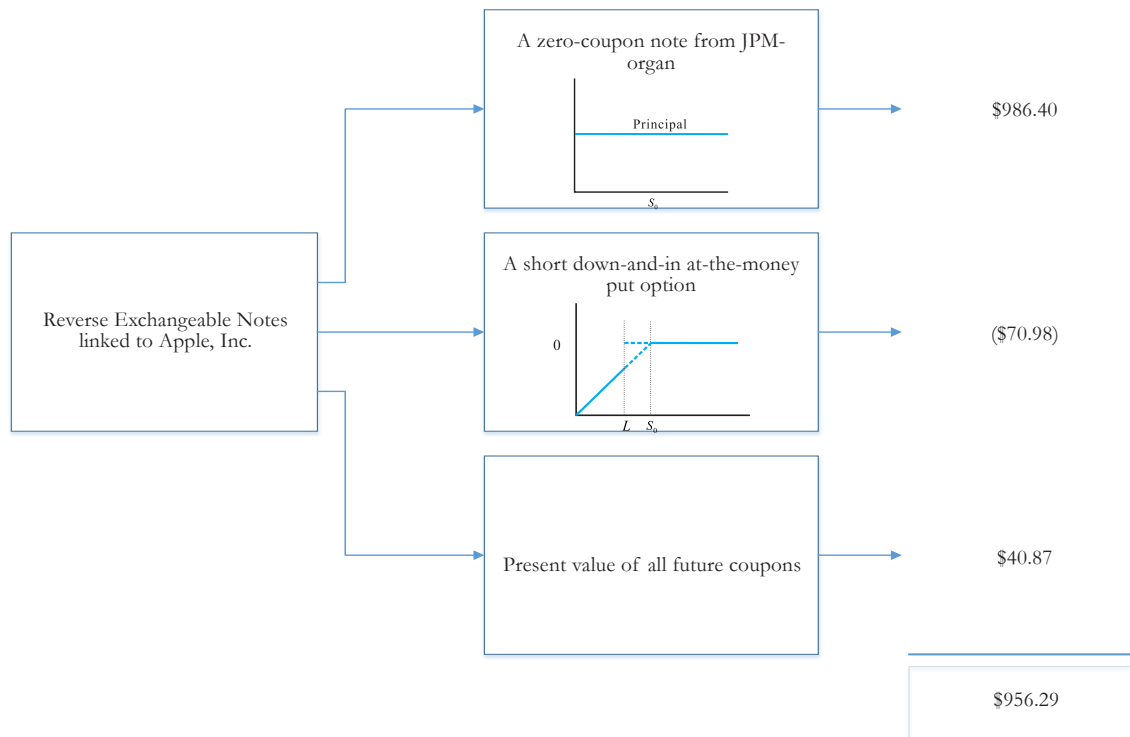 A zero-coupon note from JPM-
organ
Principal
S₀
$986.40
Reverse Exchangeable Notes
linked to Apple, Inc.
A short down-and-in at-the-money
put option
0
L S₀
($70.98)
Present value of all future coupons
$40.87
$956.29